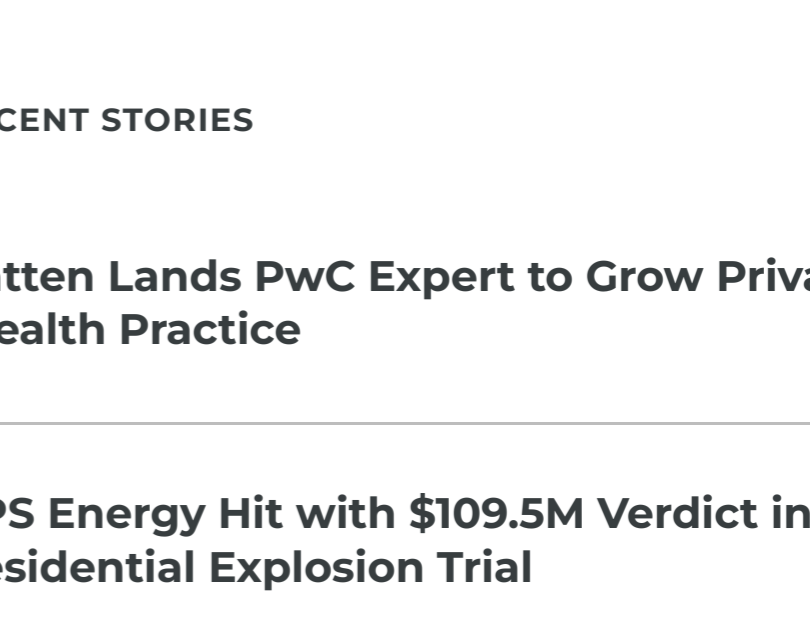 CENT STORIES
tten Lands PwC Expert to Grow Priva
ealth Practice
PS Energy Hit with $109.5M Verdict in
esidential Explosion Trial